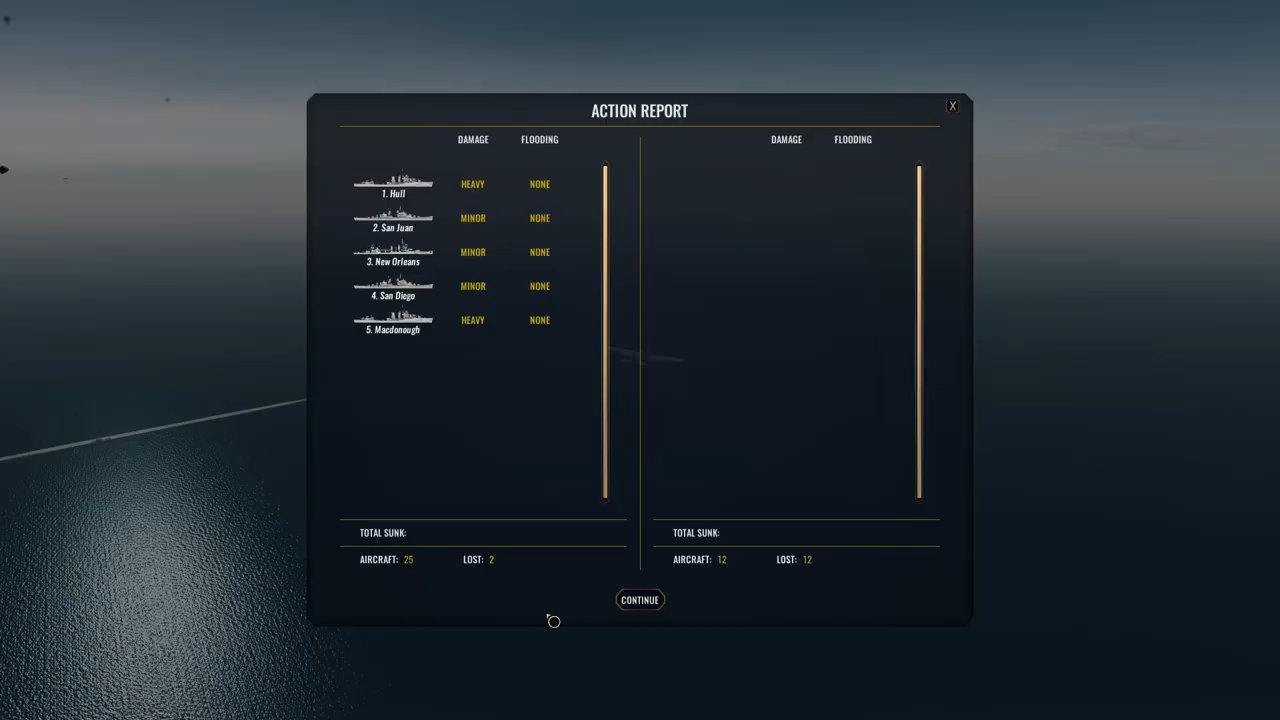 ACTION REPORT
X
DAMAGE FLOODING
1. Hull HEAVY NONE
2. San Juan MINOR NONE
3. New Orleans MINOR NONE
4. San Diego MINOR NONE
5. Macdonough HEAVY NONE
TOTAL SUNK:
AIRCRAFT: 25 LOST: 2
DAMAGE FLOODING
TOTAL SUNK:
AIRCRAFT: 12 LOST: 12
CONTINUE